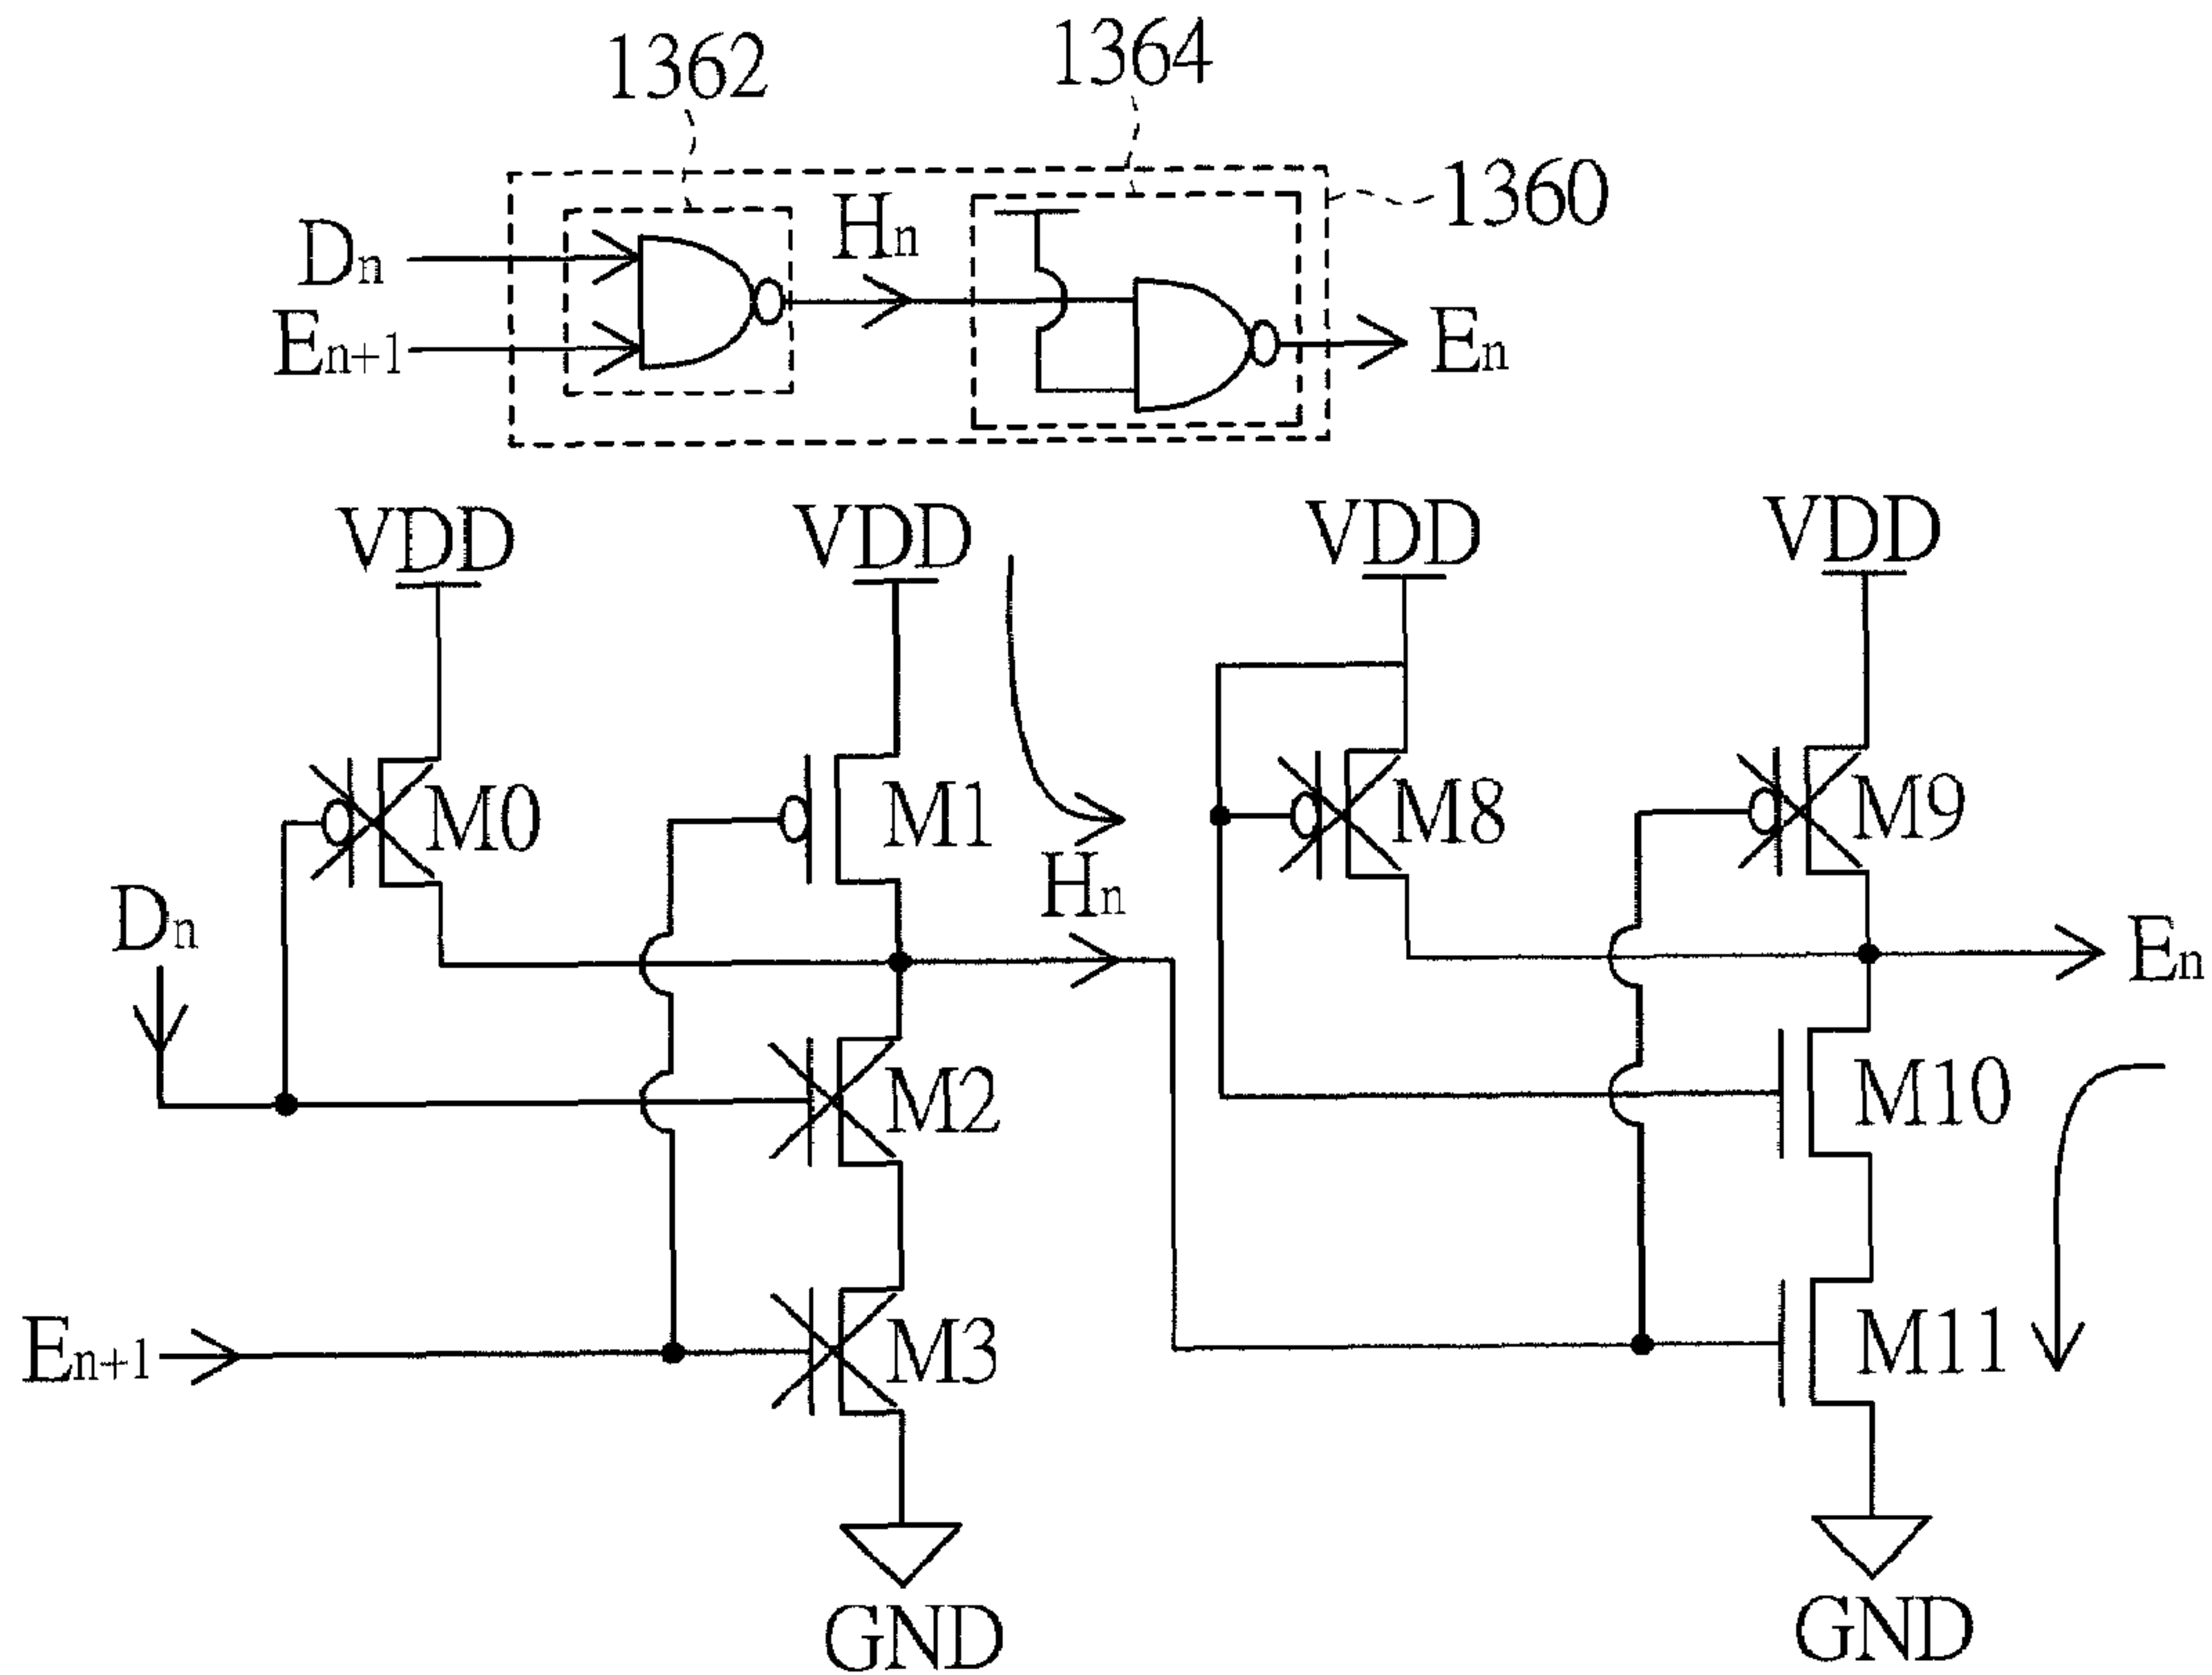 1362
1364
1360
Dn
Hn
En+1
En
VDD
VDD
VDD
VDD
M0
M1
M8
M9
Dn
Hn
En
M2
M10
En+1
M3
M11
GND
GND